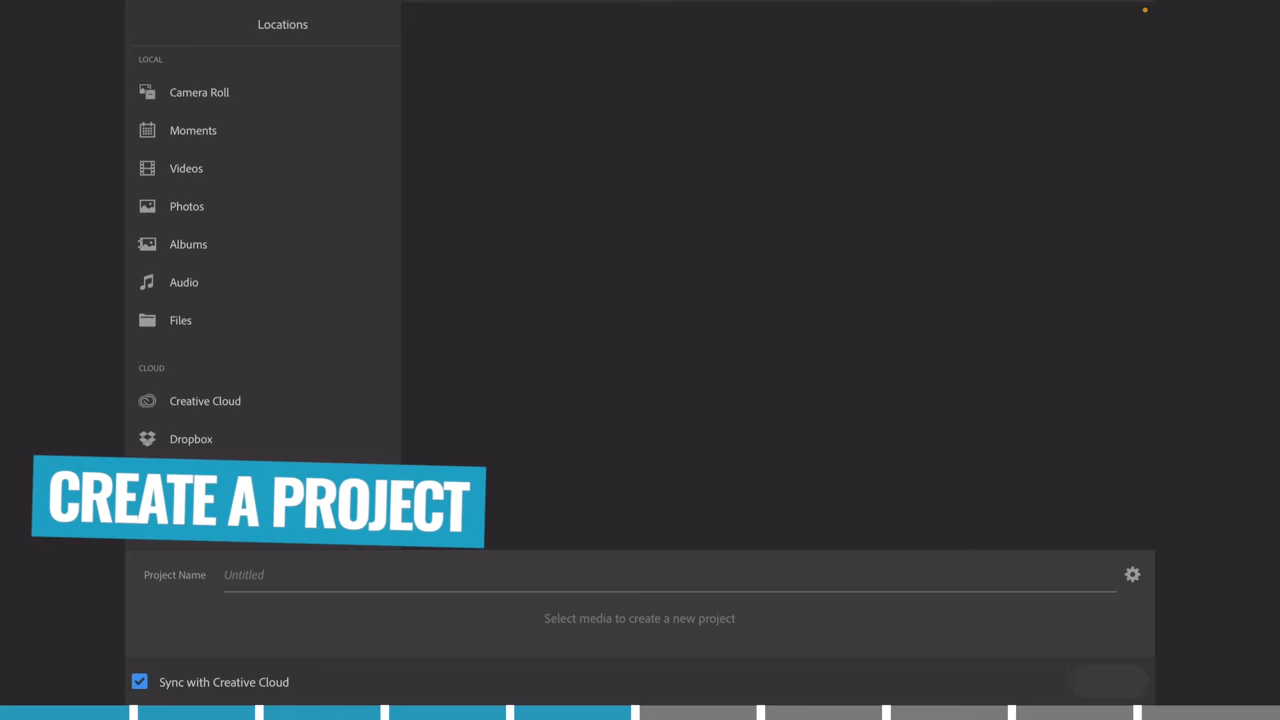 Locations
LOCAL
Camera Roll
Moments
Videos
Photos
Albums
Audio
Files
CLOUD
Creative Cloud
Dropbox
CREATE A PROJECT
Project Name Untitled
Select media to create a new project
Sync with Creative Cloud